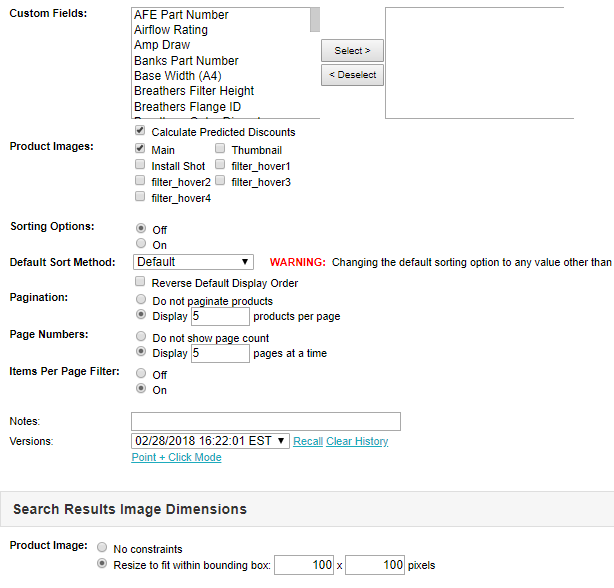 Custom Fields:
AFE Part Number
Airflow Rating
Amp Draw
Banks Part Number
Base Width (A4)
Breathers Filter Height
Breathers Flange ID
Select >
< Deselect
Calculate Predicted Discounts
Product Images:
Main Thumbnail
Install Shot filter_hover1
filter_hover2 filter_hover3
filter_hover4
Sorting Options:
Off
On
Default Sort Method: Default WARNING: Changing the default sorting option to any value other than
Reverse Default Display Order
Pagination:
Do not paginate products
Display 5 products per page
Page Numbers:
Do not show page count
Display 5 pages at a time
Items Per Page Filter:
Off
On
Notes:
Versions: 02/28/2018 16:22:01 EST Recall Clear History
Point + Click Mode
Search Results Image Dimensions
Product Image:
No constraints
Resize to fit within bounding box: 100 x 100 pixels